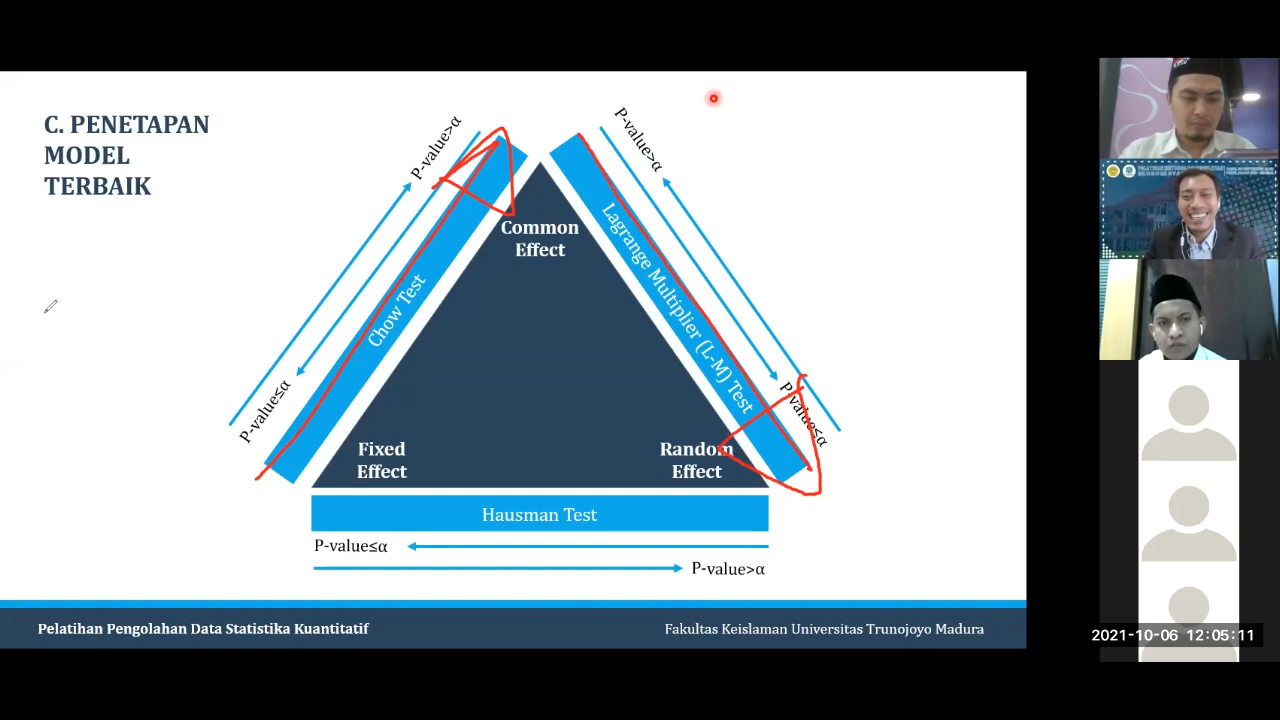 C. PENETAPAN
MODEL
TERBAIK
P-value>α
P-value>α
Chow Test
Lagrange Multiplier (L-M) Test
Common
Effect
P-value≤α
P-value≤α
Fixed
Effect
Random
Effect
Hausman Test
P-value≤α
P-value>α
Pelatihan Pengolahan Data Statistika Kuantitatif
Fakultas Keislaman Universitas Trunojoyo Madura
2021-10-06 12:05:11